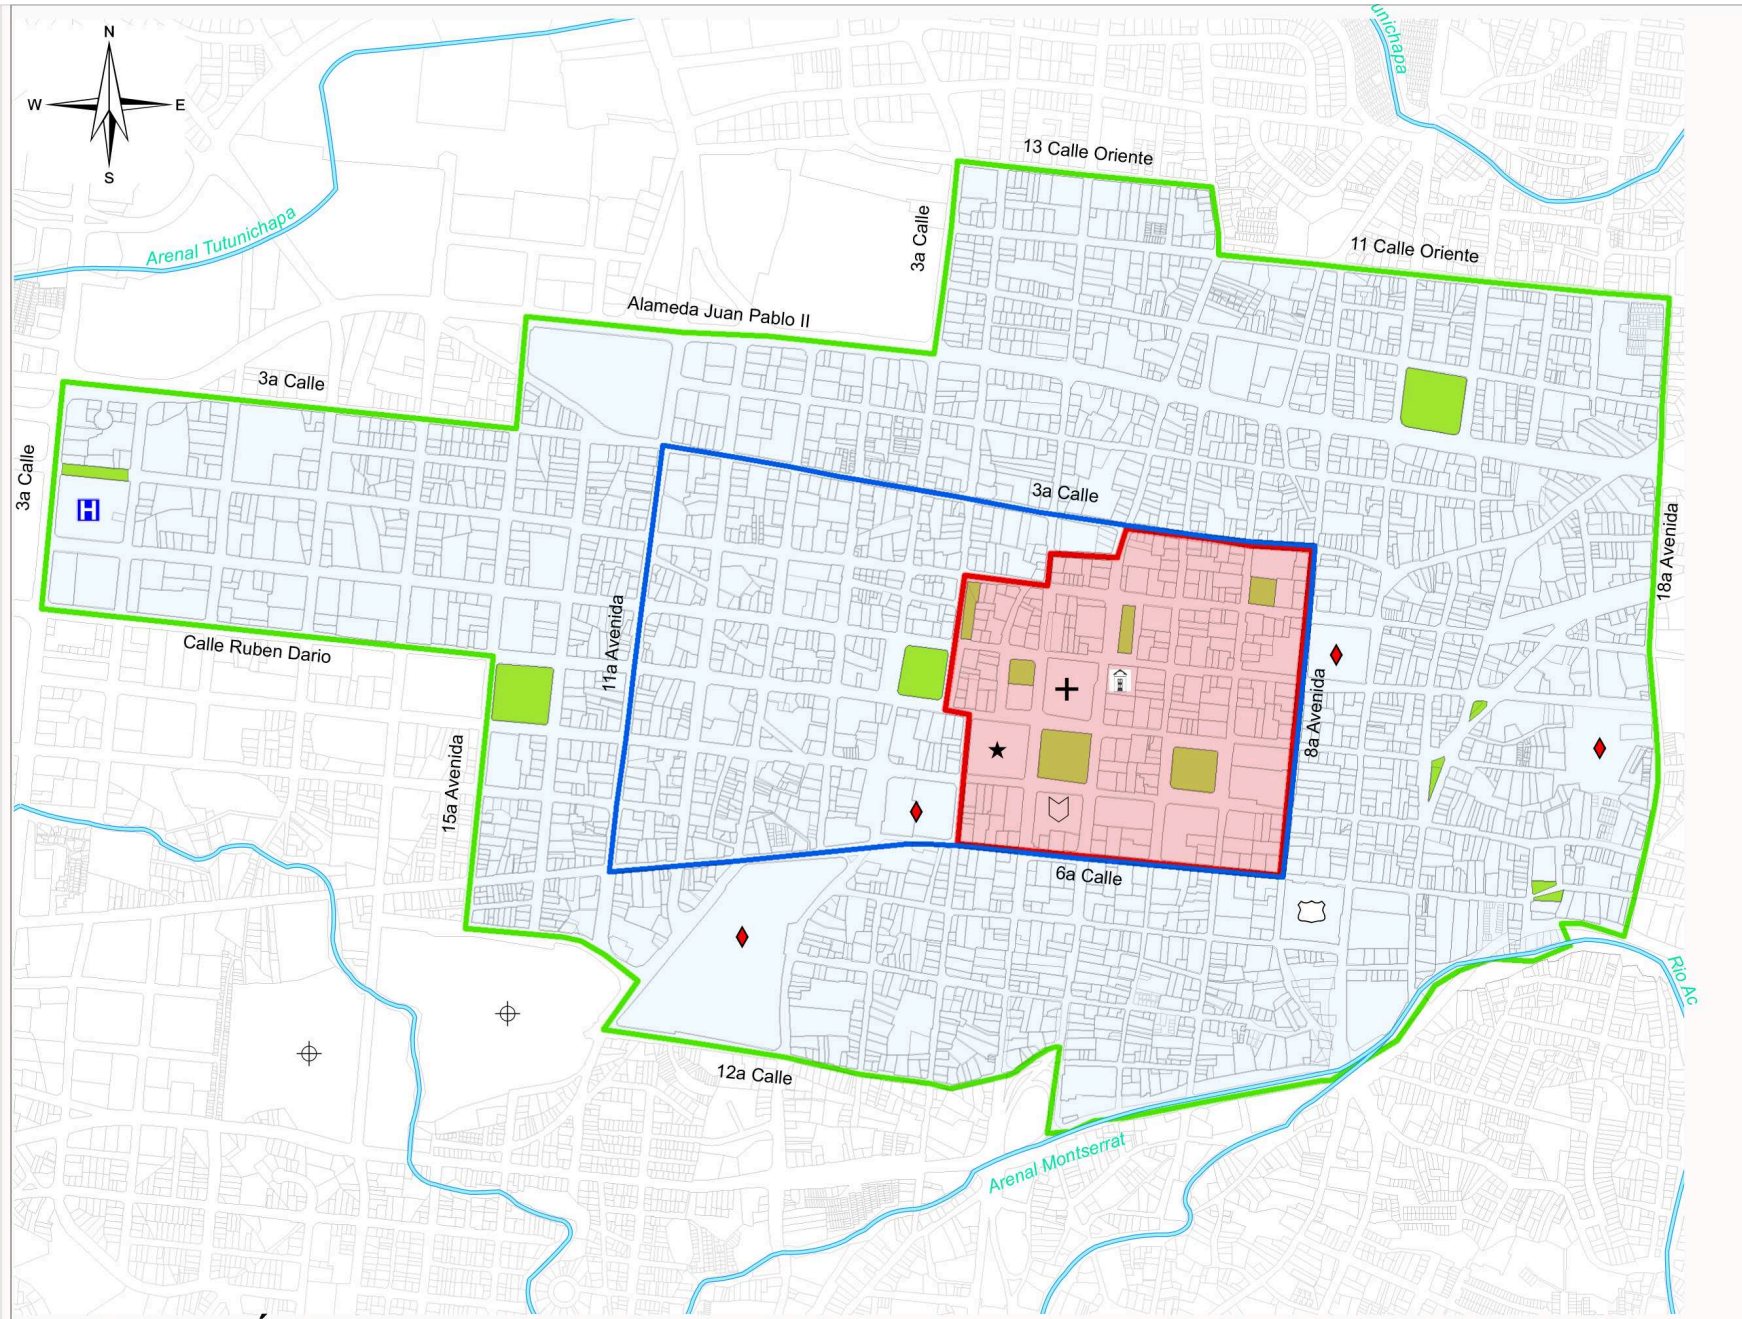 N
W E
S
unichapa
13 Calle Oriente
Arenal Tutunichapa
3a Calle
11 Calle Oriente
Alameda Juan Pablo II
3a Calle
3a Calle
3a Calle
H
18a Avenida
11a Avenida
Calle Ruben Dario
8a Avenida
15a Avenida
6a Calle
Rio Ac
12a Calle
Arenal Montserrat